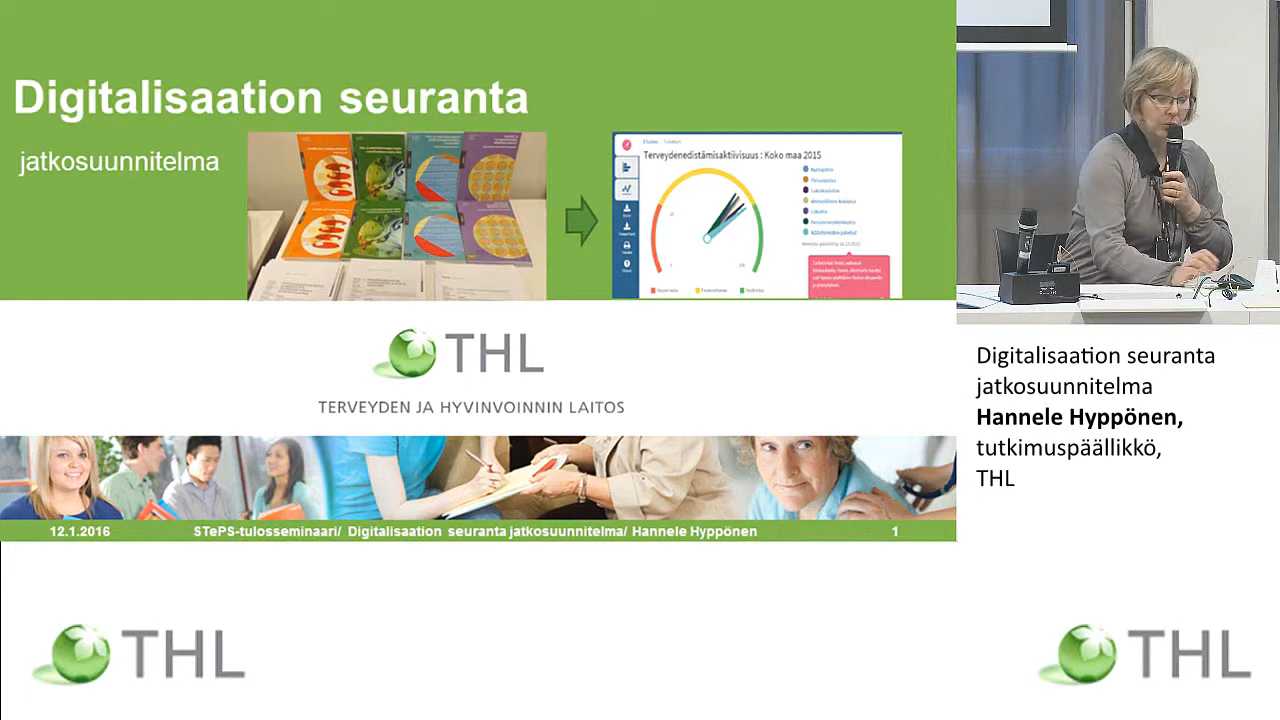 Digitalisaation seuranta
jatkosuunnitelma
Terveydenedistämisaktiivisuus : Koko maa 2015
THL
TERVEYDEN JA HYVINVOINNIN LAITOS
12.1.2016 STePS-tulosseminaari/ Digitalisaation seuranta jatkosuunnitelma/ Hannele Hyppönen 1
Digitalisaation seuranta
jatkosuunnitelma
Hannele Hyppönen,
tutkimuspäällikkö,
THL
THL
THL